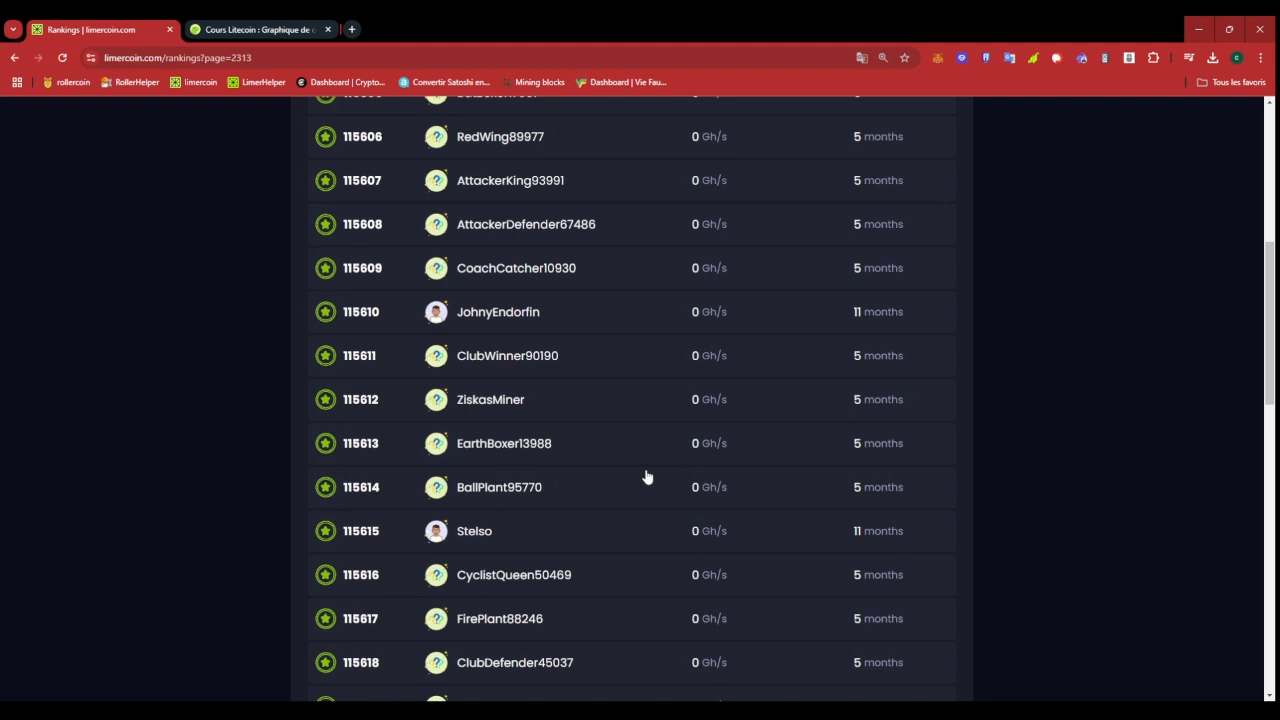 Rankings | limercoin.com
Cours Litecoin : Graphique de
limercoin.com/rankings?page=2313
rollercoin
RollerHelper
limercoin
LimerHelper
Dashboard | Crypto...
Convertir Satoshi en...
Mining blocks
Dashboard | Vie Fau...
Tous les favoris
115606 RedWing89977 0 Gh/s 5 months
115607 AttackerKing93991 0 Gh/s 5 months
115608 AttackerDefender67486 0 Gh/s 5 months
115609 CoachCatcher10930 0 Gh/s 5 months
115610 JohnyEndorfin 0 Gh/s 11 months
115611 ClubWinner90190 0 Gh/s 5 months
115612 ZiskasMiner 0 Gh/s 5 months
115613 EarthBoxer13988 0 Gh/s 5 months
115614 BallPlant95770 0 Gh/s 5 months
115615 Stelso 0 Gh/s 11 months
115616 CyclistQueen50469 0 Gh/s 5 months
115617 FirePlant88246 0 Gh/s 5 months
115618 ClubDefender45037 0 Gh/s 5 months